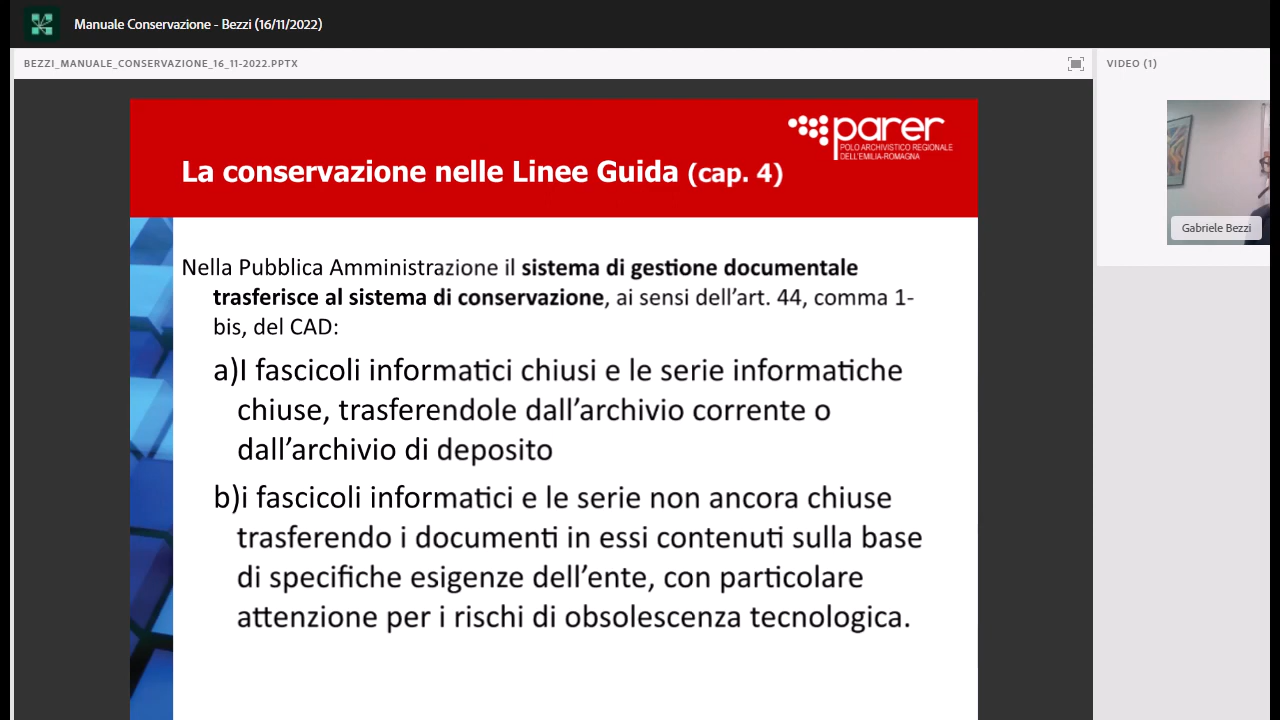 Manuale Conservazione - Bezzi (16/11/2022)
BEZZI_MANUALE_CONSERVAZIONE_16_11-2022.PPTX
VIDEO (1)
parer
POLO ARCHIVISTICO REGIONALE
DELL'EMILIA-ROMAGNA
La conservazione nelle Linee Guida (cap. 4)
Gabriele Bezzi
Nella Pubblica Amministrazione il sistema di gestione documentale
trasferisce al sistema di conservazione, ai sensi dell’art. 44, comma 1-
bis, del CAD:
a)I fascicoli informatici chiusi e le serie informatiche
chiuse, trasferendole dall’archivio corrente o
dall’archivio di deposito
b)i fascicoli informatici e le serie non ancora chiuse
trasferendo i documenti in essi contenuti sulla base
di specifiche esigenze dell’ente, con particolare
attenzione per i rischi di obsolescenza tecnologica.